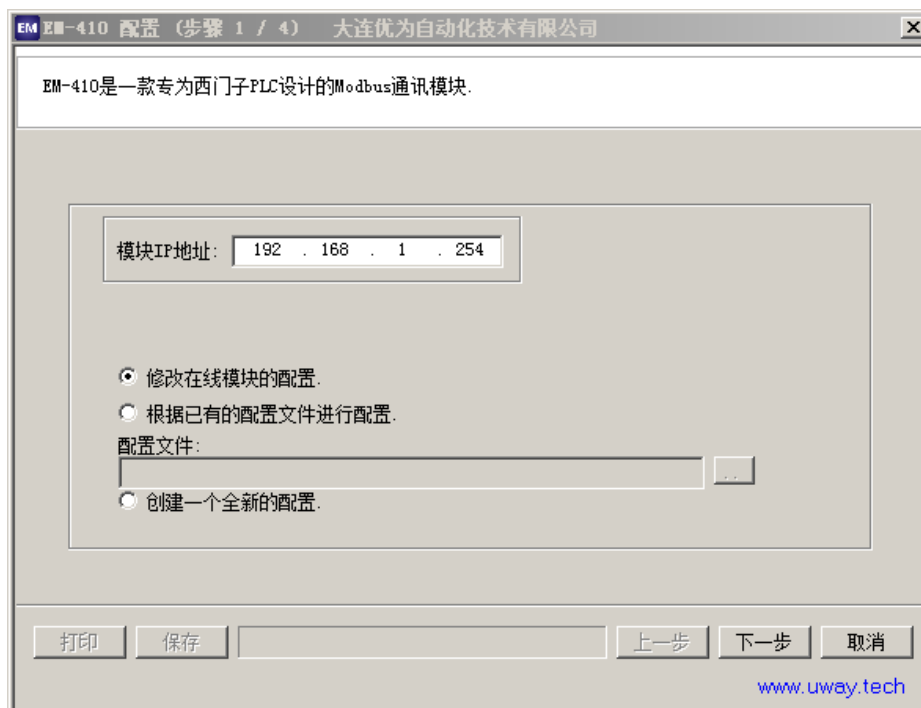 EM EM-410 配置 (步骤 1 / 4) 大连优为自动化技术有限公司
EM-410是一款专为西门子PLC设计的Modbus通讯模块.
模块IP地址: 192 . 168 . 1 . 254
修改在线模块的配置.
根据已有的配置文件进行配置.
配置文件:
..
创建一个全新的配置.
打印 保存 上一步 下一步 取消
www.uway.tech